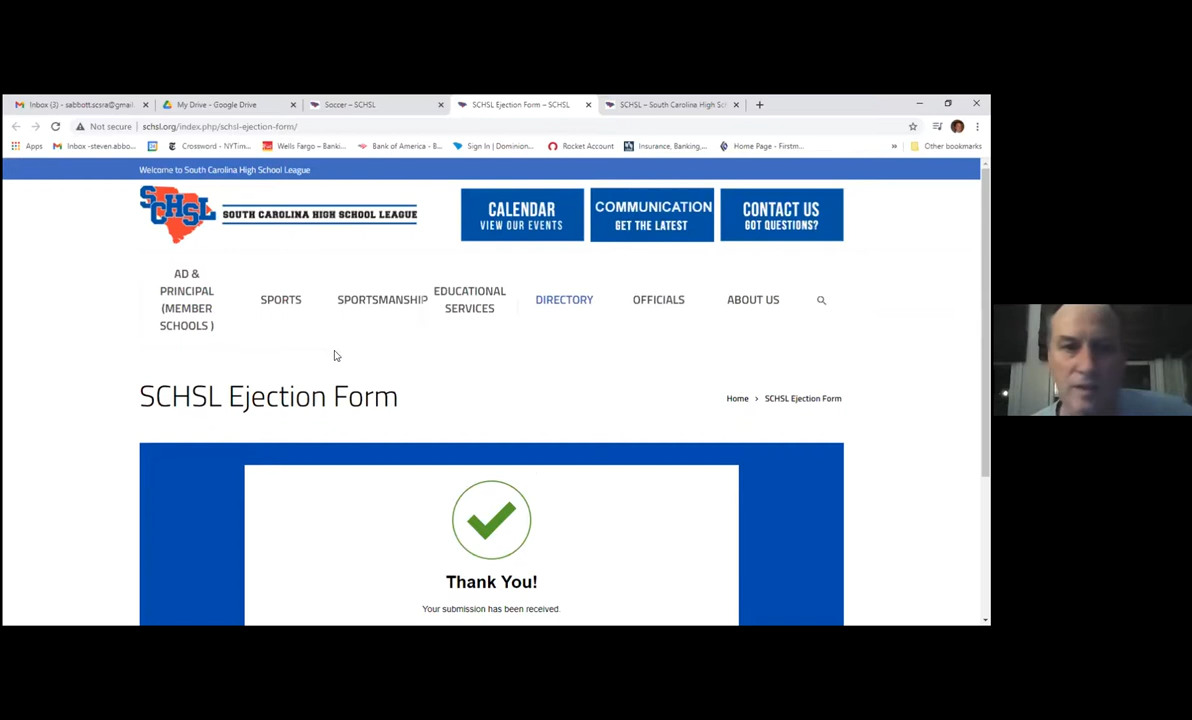 Inbox (3) - sabbott.scsra@gmail.
My Drive - Google Drive
Soccer – SCHSL
SCHSL Ejection Form – SCHSL
SCHSL – South Carolina High Sc
Not secure
schsl.org/index.php/schsl-ejection-form/
Apps
Inbox -steven.abbo...
Crossword - NYTim...
Wells Fargo – Banki...
Bank of America - B...
Sign In | Dominion...
Rocket Account
Insurance, Banking,...
Home Page - Firstm...
Other bookmarks
Welcome to South Carolina High School League
SCHSL
SOUTH CAROLINA HIGH SCHOOL LEAGUE
CALENDAR
VIEW OUR EVENTS
COMMUNICATION
GET THE LATEST
CONTACT US
GOT QUESTIONS?
AD &
PRINCIPAL
(MEMBER
SCHOOLS )
SPORTS
SPORTSMANSHIP
EDUCATIONAL
SERVICES
DIRECTORY
OFFICIALS
ABOUT US
SCHSL Ejection Form
Home > SCHSL Ejection Form
Thank You!
Your submission has been received.